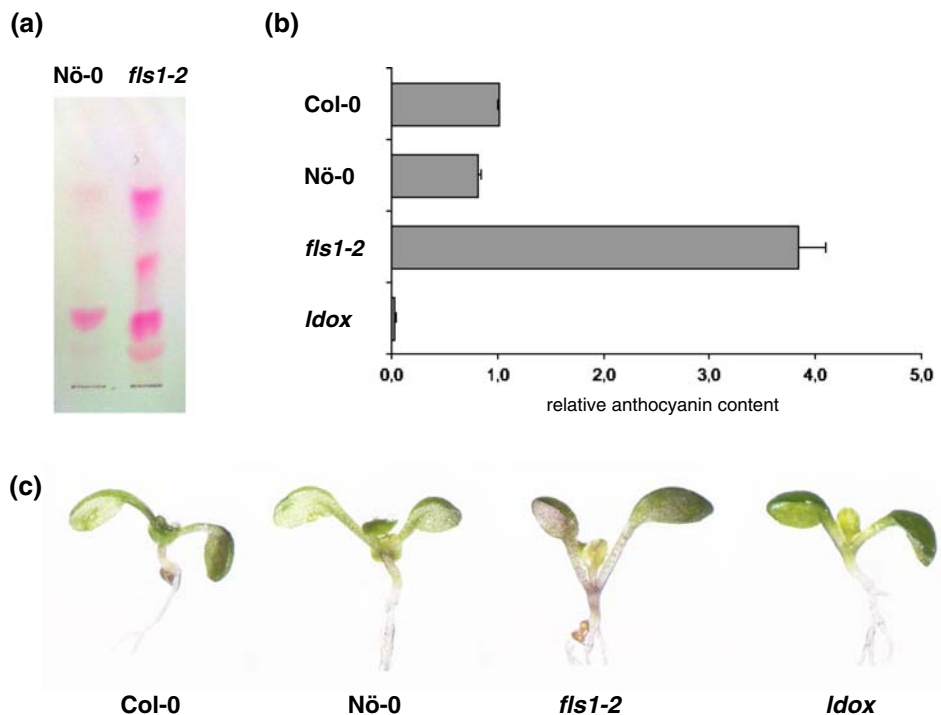 (a)
Nö-0 fls1-2
(b)
Col-0
Nö-0
fls1-2
ldox
0,0 1,0 2,0 3,0 4,0 5,0
relative anthocyanin content
(c)
Col-0 Nö-0 fls1-2 ldox